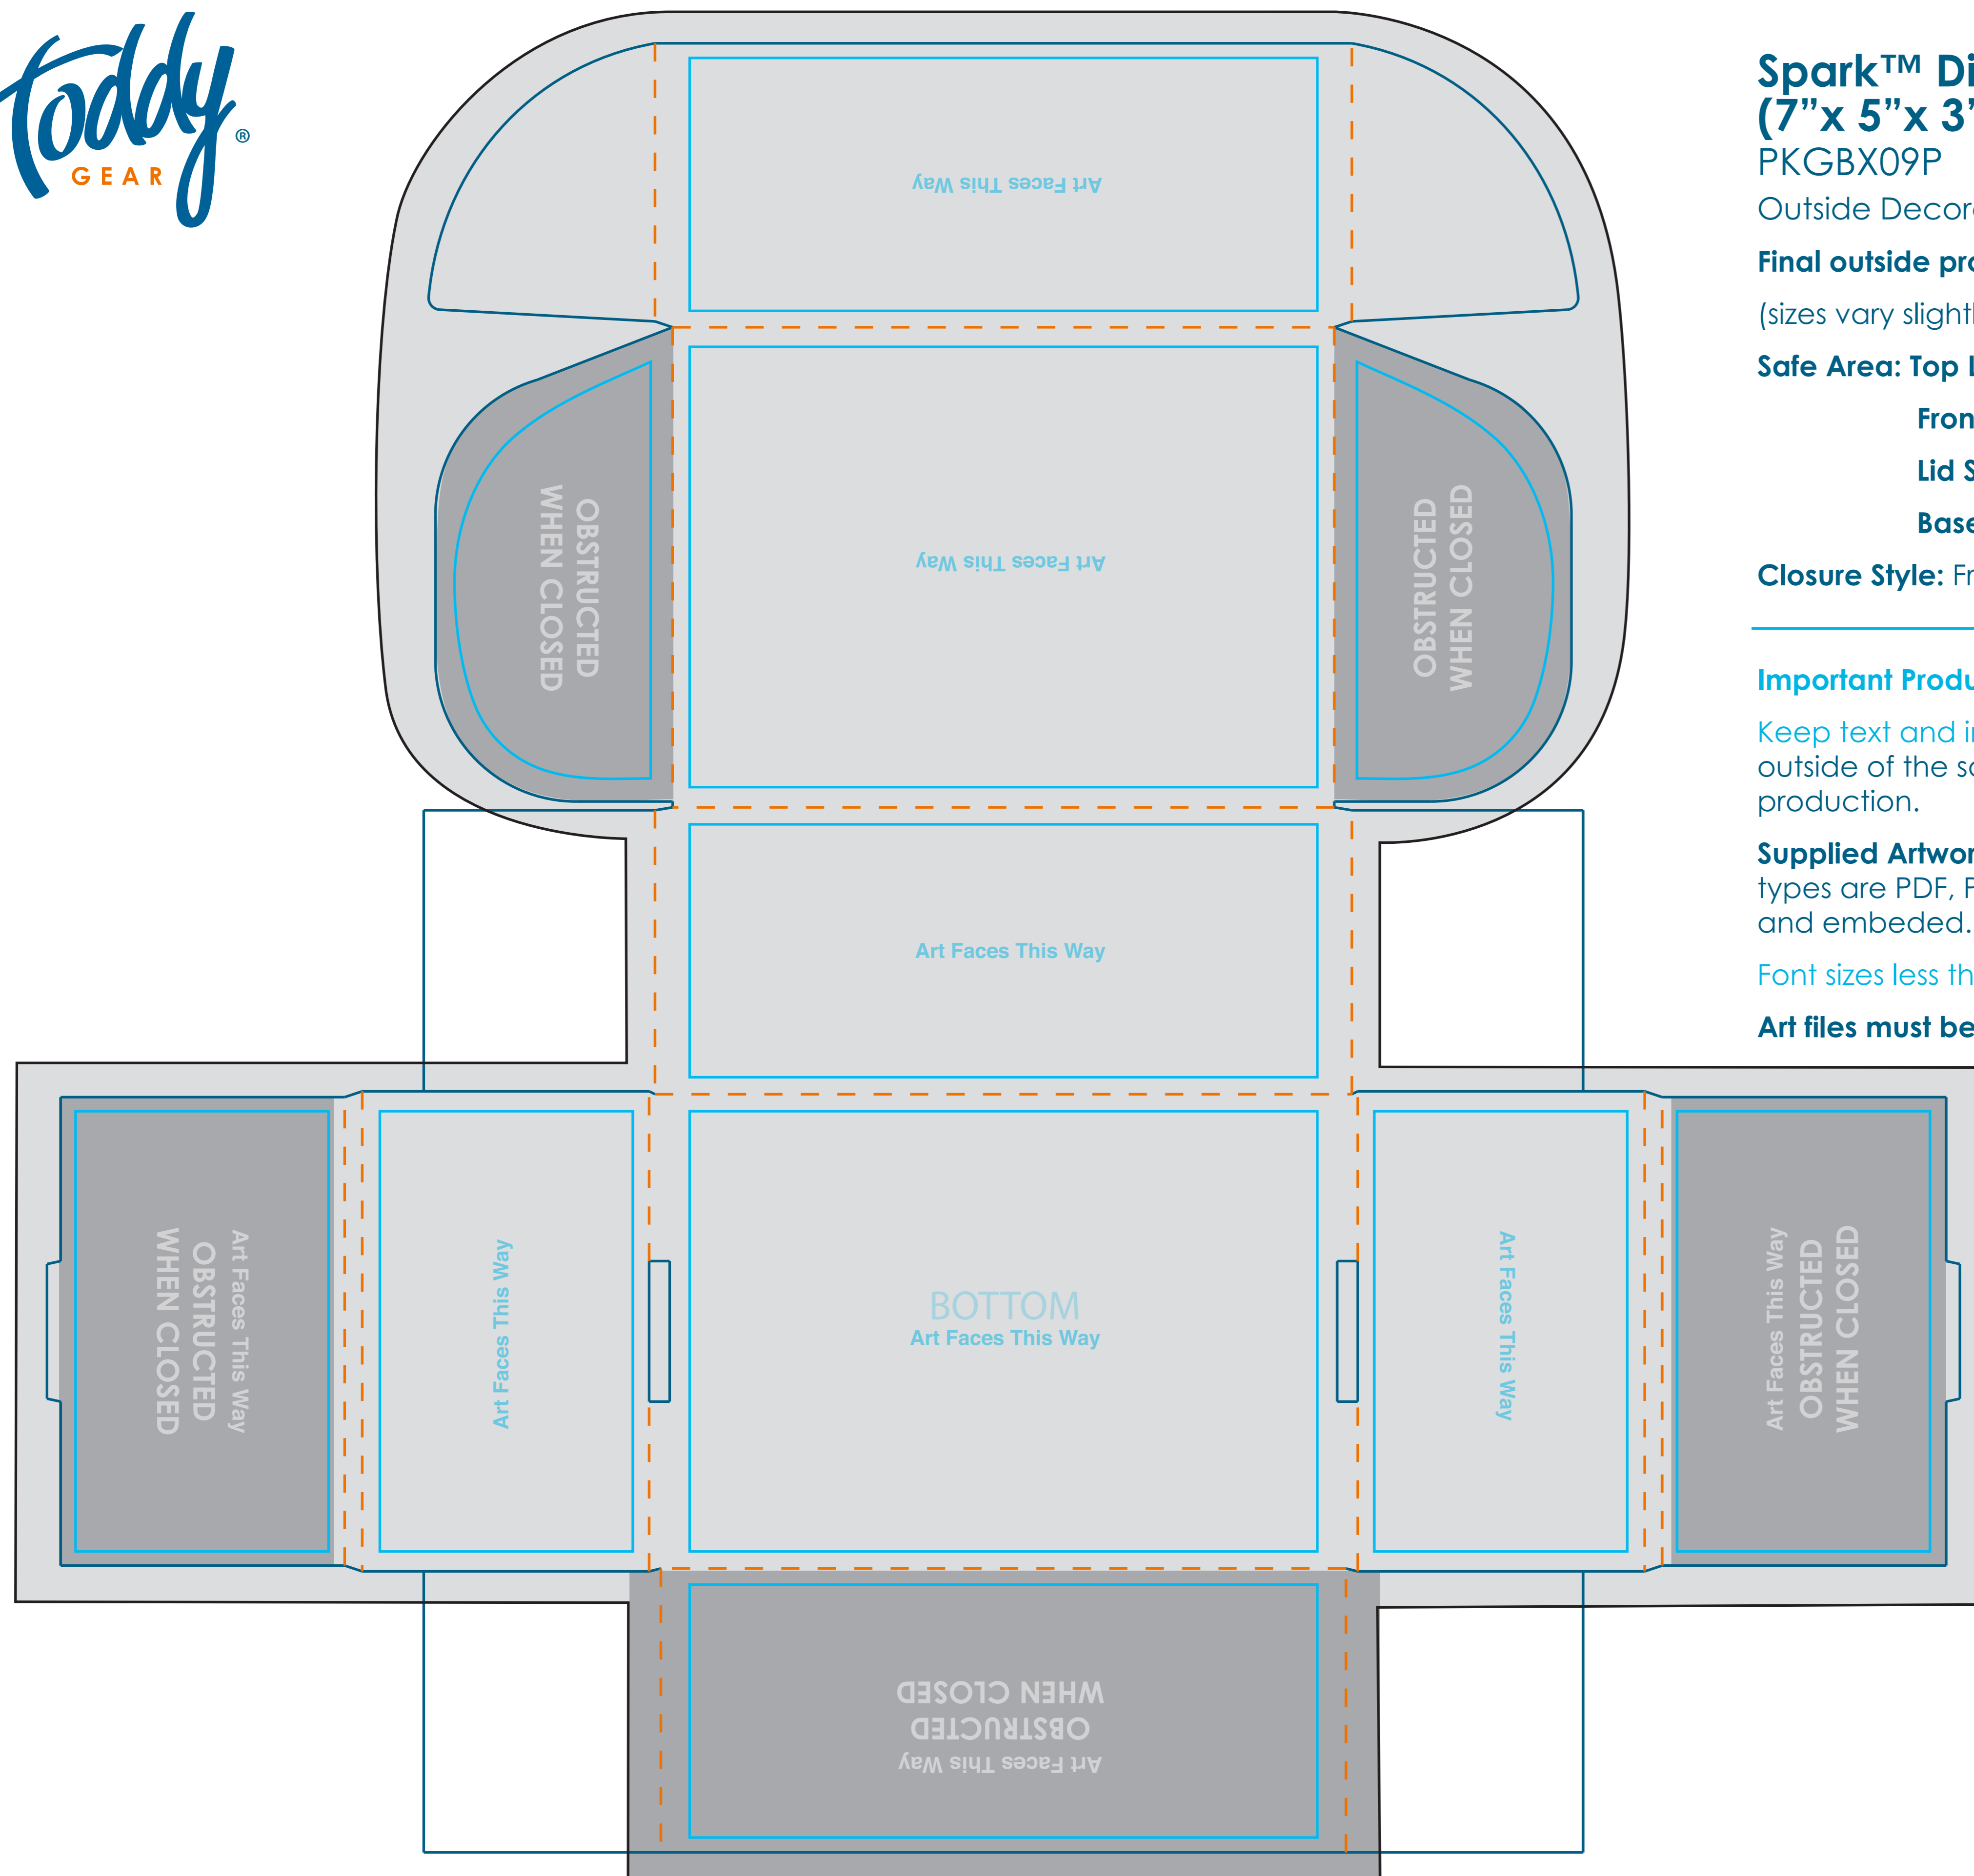 Toddy®
GEAR
Spark™ Di
(7”x 5”x 3”
PKGBX09P
Outside Decor
Final outside pro
(sizes vary slight
Safe Area: Top L
Fron
Lid S
Base
Closure Style: Fr
Important Produ
Keep text and i
outside of the s
production.
Supplied Artwor
types are PDF, P
and embeded.
Font sizes less th
Art files must be
Art Faces This Way
OBSTRUCTED
WHEN CLOSED
Art Faces This Way
OBSTRUCTED
WHEN CLOSED
Art Faces This Way
Art Faces This Way
OBSTRUCTED
WHEN CLOSED
Art Faces This Way
BOTTOM
Art Faces This Way
Art Faces This Way
Art Faces This Way
OBSTRUCTED
WHEN CLOSED
Art Faces This Way
OBSTRUCTED
WHEN CLOSED